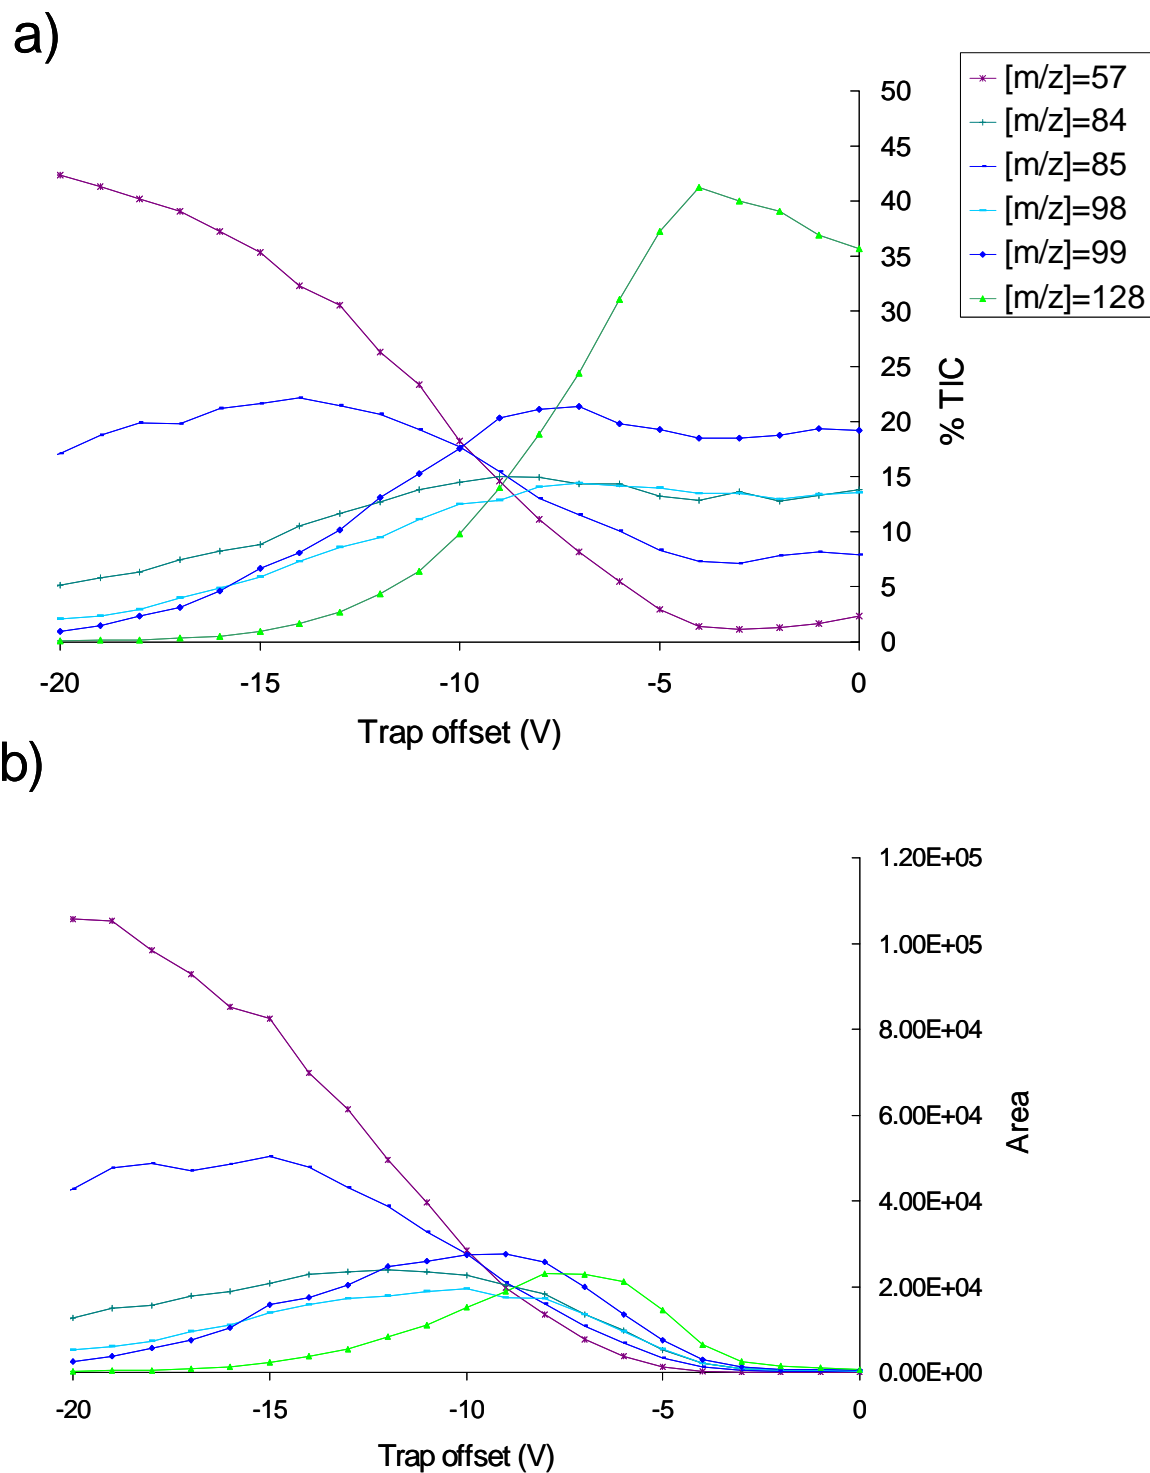 a)
[m/z]=57
[m/z]=84
[m/z]=85
[m/z]=98
[m/z]=99
[m/z]=128
50
45
40
35
30
25
20
15
10
5
0
% TIC
-20 -15 -10 -5 0
Trap offset (V)
b)
1.20E+05
1.00E+05
8.00E+04
6.00E+04
4.00E+04
2.00E+04
0.00E+00
Area
-20 -15 -10 -5 0
Trap offset (V)